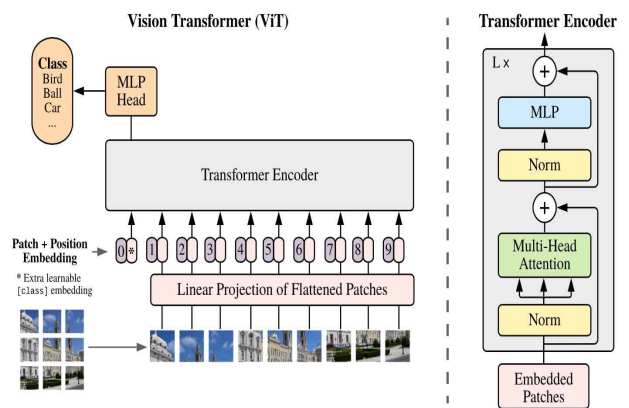 Vision Transformer (ViT)
Class
Bird
Ball
Car
...
MLP
Head
Transformer Encoder
Patch + Position
Embedding
0 * 1 2 3 4 5 6 7 8 9
* Extra learnable
[class] embedding
Linear Projection of Flattened Patches
Transformer Encoder
L x
+
MLP
Norm
+
Multi-Head
Attention
Norm
Embedded
Patches